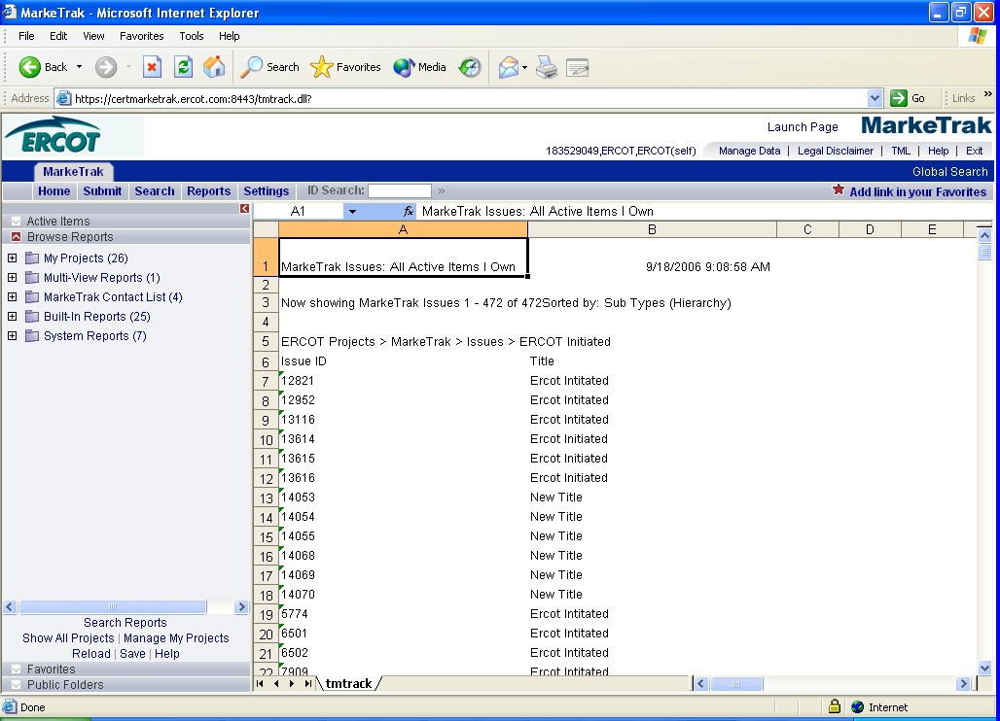 MarkeTrak - Microsoft Internet Explorer
File Edit View Favorites Tools Help
Back Search Favorites Media
Address https://certmarketrak.ercot.com:8443/tmtrack.dll? Go Links »
ERCOT Launch Page MarkeTrak
183529049,ERCOT,ERCOT(self) Manage Data | Legal Disclaimer | TML | Help | Exit
MarkeTrak Global Search
Home Submit Search Reports Settings ID Search: » Add link in your Favorites
Active Items
Browse Reports
My Projects (26)
Multi-View Reports (1)
MarkeTrak Contact List (4)
Built-In Reports (25)
System Reports (7)
Search Reports
Show All Projects | Manage My Projects
Reload | Save | Help
Favorites
Public Folders
A1 fx MarkeTrak Issues: All Active Items I Own
A B C D E
1 MarkeTrak Issues: All Active Items I Own 9/18/2006 9:08:58 AM
2
3 Now showing MarkeTrak Issues 1 - 472 of 472Sorted by: Sub Types (Hierarchy)
4
5 ERCOT Projects > MarkeTrak > Issues > ERCOT Initiated
6 Issue ID Title
7 12821 Ercot Intitated
8 12952 Ercot Intitated
9 13116 Ercot Intitated
10 13614 Ercot Initiated
11 13615 Ercot Initiated
12 13616 Ercot Initiated
13 14053 New Title
14 14054 New Title
15 14055 New Title
16 14068 New Title
17 14069 New Title
18 14070 New Title
19 5774 Ercot Intitated
20 6501 Ercot Intitated
21 6502 Ercot Intitated
22 7909 Ercot Intitated
tmtrack
Done Internet